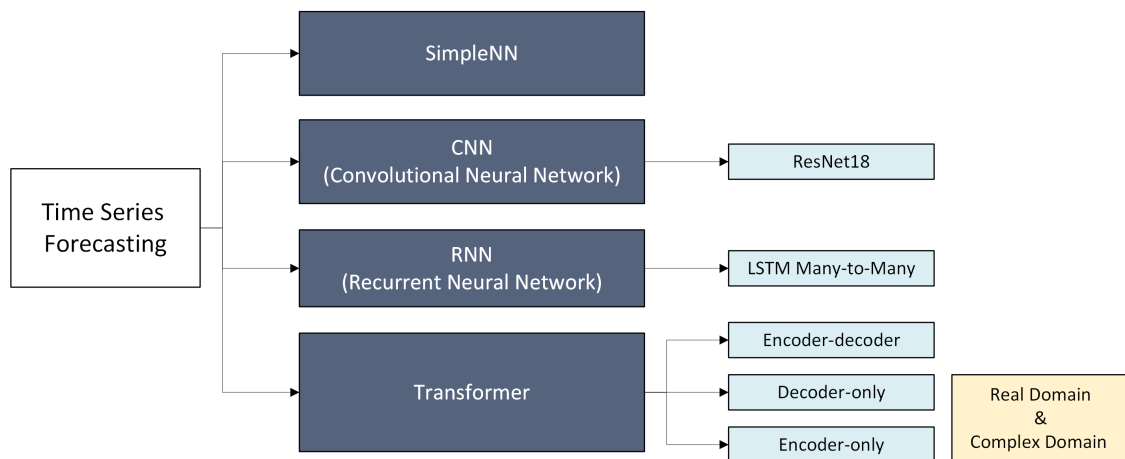 Time Series
Forecasting
SimpleNN
CNN
(Convolutional Neural Network)
RNN
(Recurrent Neural Network)
Transformer
ResNet18
LSTM Many-to-Many
Encoder-decoder
Decoder-only
Encoder-only
Real Domain
&
Complex Domain